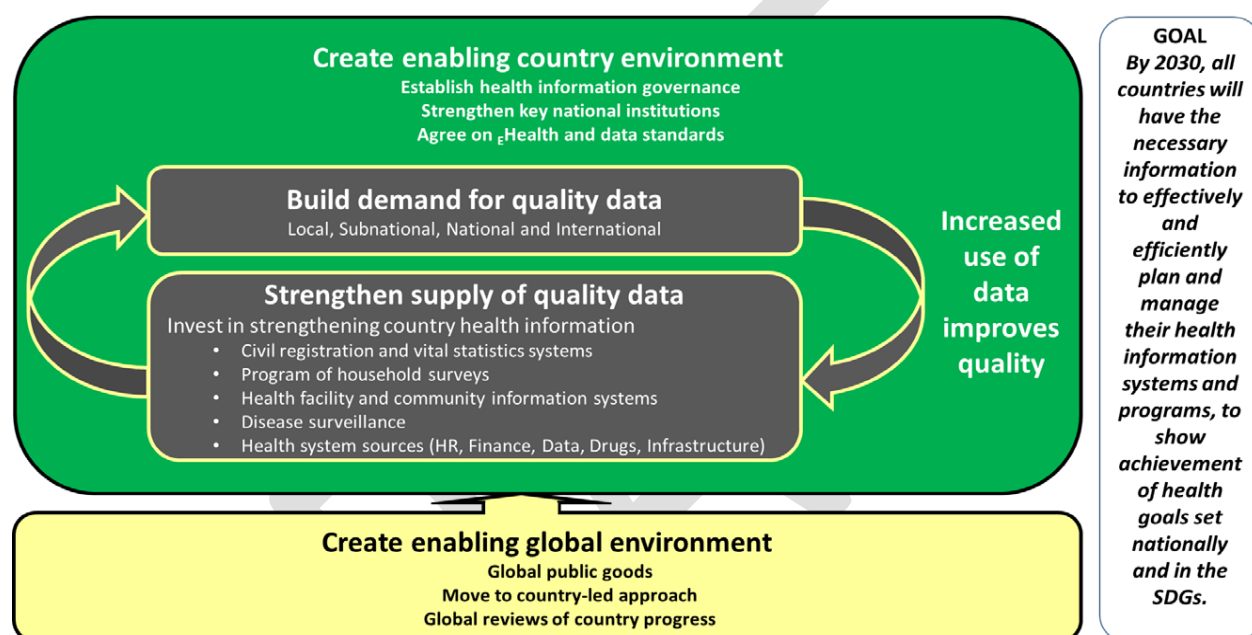 Create enabling country environment
Establish health information governance
Strengthen key national institutions
Agree on EHealth and data standards
Build demand for quality data
Local, Subnational, National and International
Strengthen supply of quality data
Invest in strengthening country health information
• Civil registration and vital statistics systems
• Program of household surveys
• Health facility and community information systems
• Disease surveillance
• Health system sources (HR, Finance, Data, Drugs, Infrastructure)
Increased
use of
data
improves
quality
Create enabling global environment
Global public goods
Move to country-led approach
Global reviews of country progress
GOAL
By 2030, all
countries will
have the
necessary
information
to effectively
and
efficiently
plan and
manage
their health
information
systems and
programs, to
show
achievement
of health
goals set
nationally
and in the
SDGs.